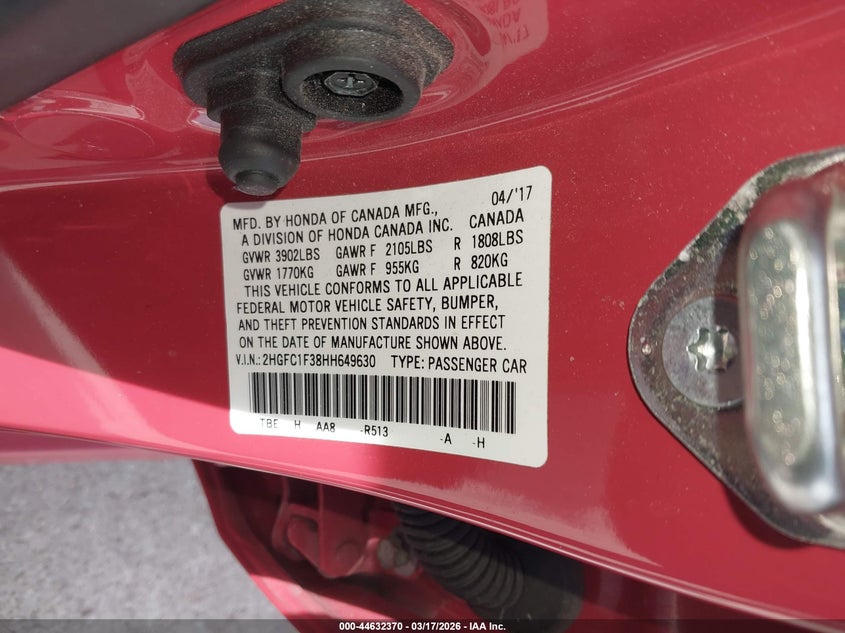 04/'17
MFD. BY HONDA OF CANADA MFG.,
A DIVISION OF HONDA CANADA INC. CANADA
GVWR 3902LBS GAWR F 2105LBS R 1808LBS
GVWR 1770KG GAWR F 955KG R 820KG
THIS VEHICLE CONFORMS TO ALL APPLICABLE
FEDERAL MOTOR VEHICLE SAFETY, BUMPER,
AND THEFT PREVENTION STANDARDS IN EFFECT
ON THE DATE OF MANUFACTURE SHOWN ABOVE.
V.I.N.: 2HGFC1F38HH649630 TYPE: PASSENGER CAR
TBE H AA8 -R513 -A -H
000-44632370 - 03/17/2026 - IAA Inc.